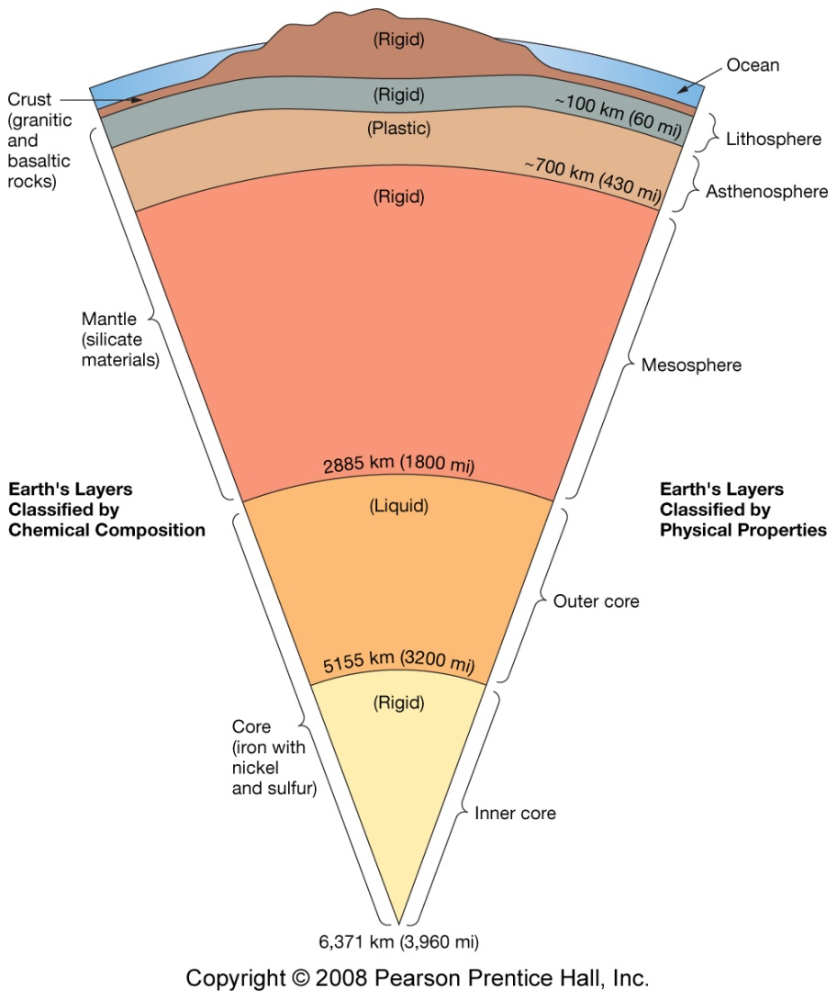 (Rigid)
Ocean
Crust
(granitic
and
basaltic
rocks)
(Rigid)
~100 km (60 mi)
(Plastic)
Lithosphere
~700 km (430 mi)
Asthenosphere
(Rigid)
Mantle
(silicate
materials)
Mesosphere
2885 km (1800 mi)
Earth's Layers
Classified by
Chemical Composition
(Liquid)
Earth's Layers
Classified by
Physical Properties
Outer core
5155 km (3200 mi)
(Rigid)
Core
(iron with
nickel
and sulfur)
Inner core
6,371 km (3,960 mi)
Copyright © 2008 Pearson Prentice Hall, Inc.